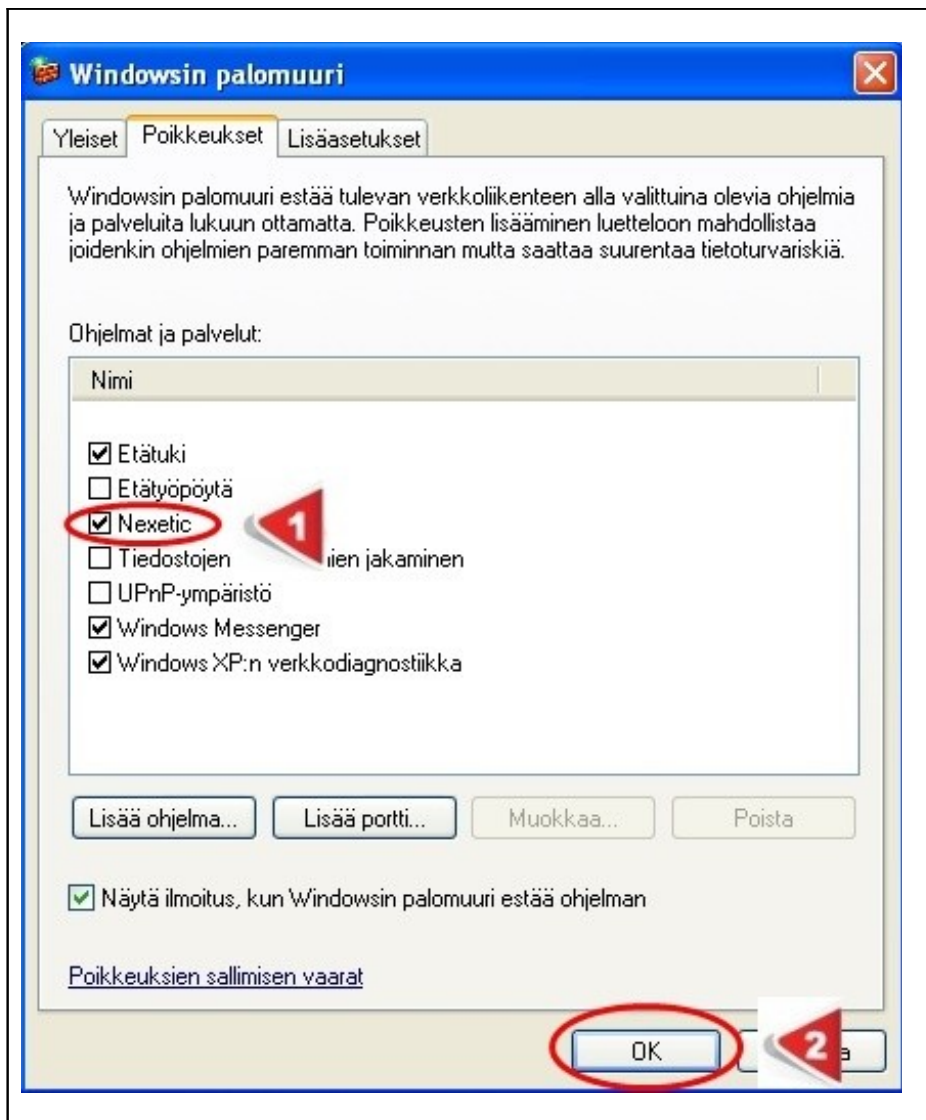 Windowsin palomuuri
Yleiset Poikkeukset Lisäasetukset
Windowsin palomuuri estää tulevan verkkoliikenteen alla valittuina olevia ohjelmia
ja palveluita lukuun ottamatta. Poikkeusten lisääminen luetteloon mahdollistaa
joidenkin ohjelmien paremman toiminnan mutta saattaa suurentaa tietoturvariskiä.
Ohjelmat ja palvelut:
Nimi
Etätuki
Etätyöpöytä
Nexetic
1
Tiedostojen jakaminen
UPnP-ympäristö
Windows Messenger
Windows XP:n verkkodiagnostiikka
Lisää ohjelma... Lisää portti... Muokkaa... Poista
Näytä ilmoitus, kun Windowsin palomuuri estää ohjelman
Poikkeuksien sallimisen vaarat
OK 2